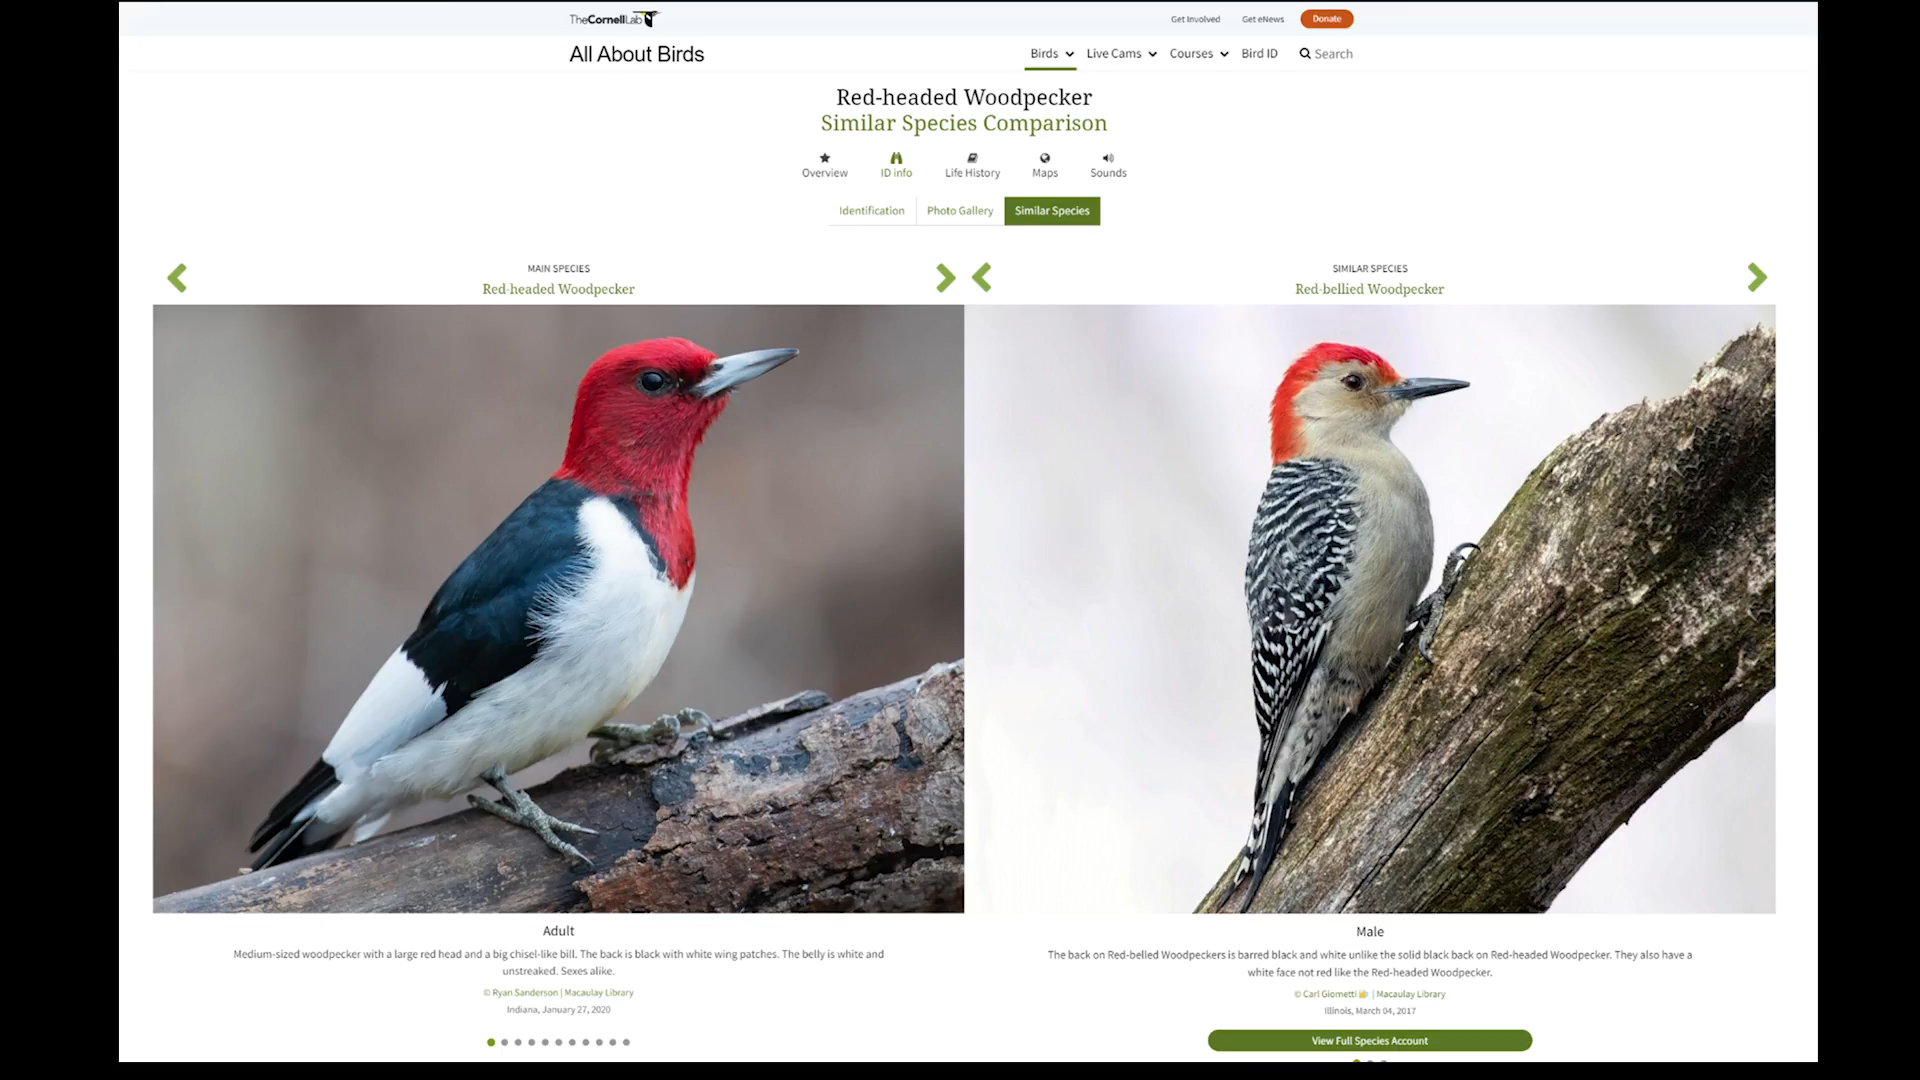 TheCornellLab
Get Involved
Get eNews
Donate
All About Birds
Birds
Live Cams
Courses
Bird ID
Search
Red-headed Woodpecker
Similar Species Comparison
Overview
ID info
Life History
Maps
Sounds
Identification
Photo Gallery
Similar Species
MAIN SPECIES
Red-headed Woodpecker
SIMILAR SPECIES
Red-bellied Woodpecker
Adult
Medium-sized woodpecker with a large red head and a big chisel-like bill. The back is black with white wing patches. The belly is white and
unstreaked. Sexes alike.
© Ryan Sanderson | Macaulay Library
Indiana, January 27, 2020
Male
The back on Red-belled Woodpeckers is barred black and white unlike the solid black back on Red-headed Woodpecker. They also have a
white face not red like the Red-headed Woodpecker.
© Carl Giometti | Macaulay Library
Illinois, March 04, 2017
View Full Species Account